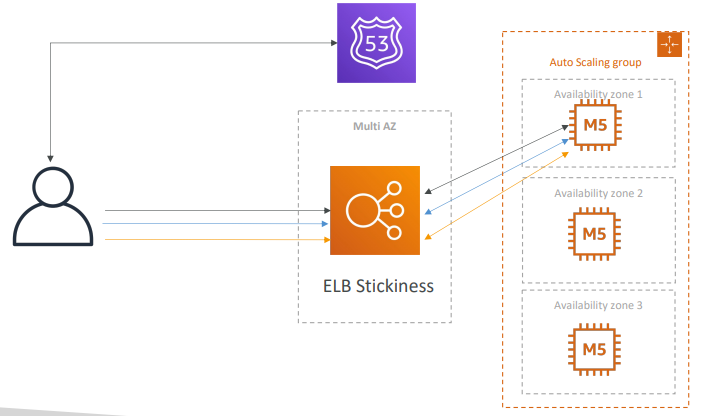 53
Auto Scaling group
Availability zone 1
M5
Multi AZ
Availability zone 2
M5
ELB Stickiness
Availability zone 3
M5